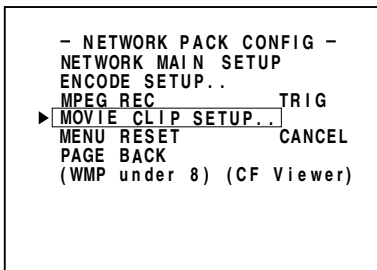 – NETWORK PACK CONFIG –
NETWORK MAIN SETUP
ENCODE SETUP..
MPEG REC TRIG
MOVIE CLIP SETUP..
MENU RESET CANCEL
PAGE BACK
(WMP under 8) (CF Viewer)